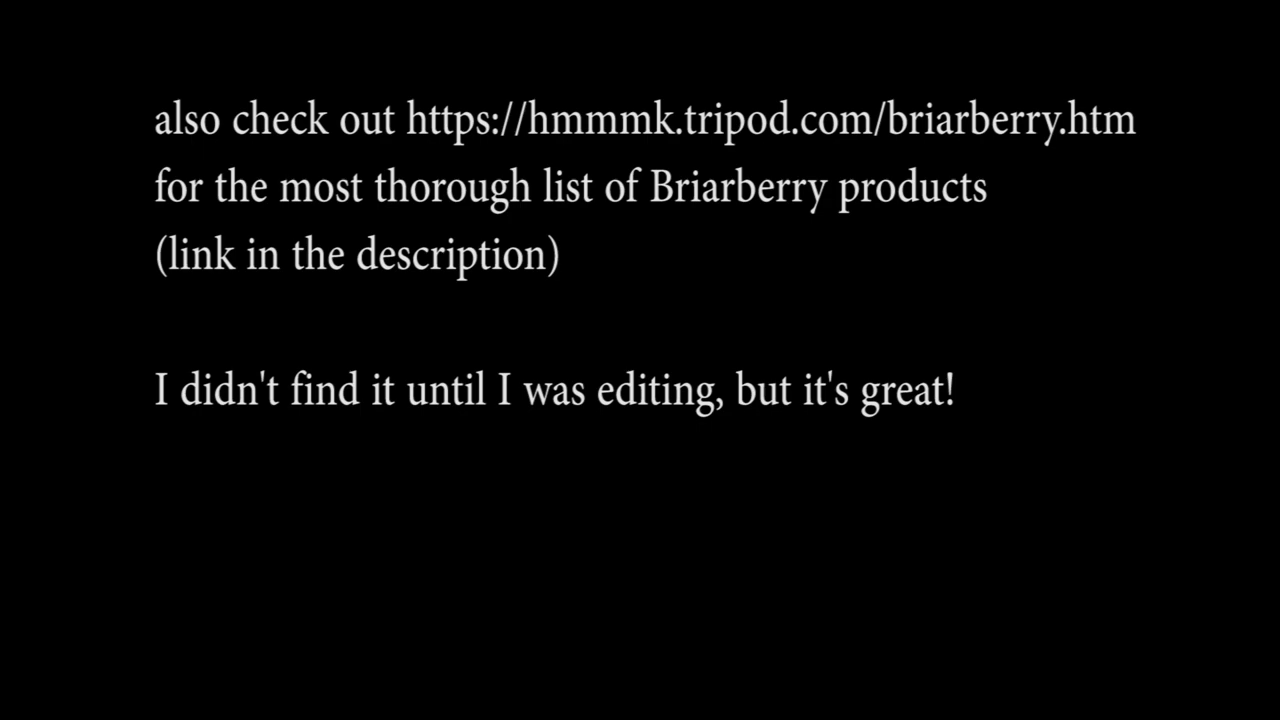 also check out https://hmmmk.tripod.com/briarberry.htm
for the most thorough list of Briarberry products
(link in the description)
I didn't find it until I was editing, but it's great!